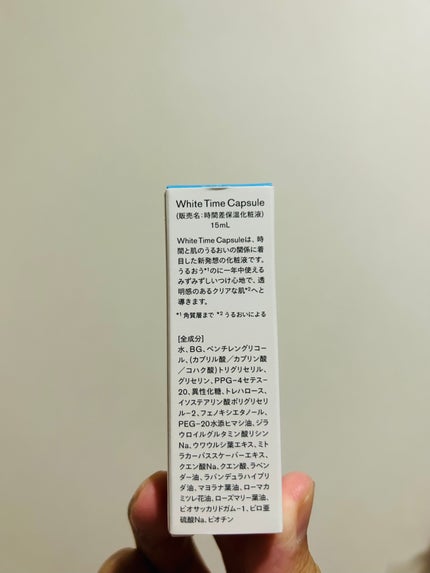 White Time Capsule
(販売名:時間差保湿化粧液)
15mL
White Time Capsuleは、時
間と肌のうるおいの関係に着
目した新発想の化粧液です。
うるおう*1のに一年中使える
みずみずしいつけ心地で、透
明感のあるクリアな肌*2へと
導きます。
*1 角質層まで *2 うるおいによる
[全成分]
水、BG、ペンチレングリコー
ル、(カプリル酸/カプリン酸
/コハク酸)トリグリセリル、
グリセリン、PPG-4セテス-
20、異性化糖、トレハロース、
イソステアリン酸ポリグリセリ
ル-2、フェノキシエタノール、
PEG-20水添ヒマシ油、ジラ
ウロイルグルタミン酸リシン
Na、ウワウルシ葉エキス、ミト
ラカーパススケーバーエキス、
クエン酸Na、クエン酸、ラベン
ダー油、ラバンデュラハイブリ
ダ油、マヨラナ葉油、ローマカ
ミツレ花油、ローズマリー葉油、
ビオサッカリドガム-1、ピロ亜
硫酸Na、ビオチン